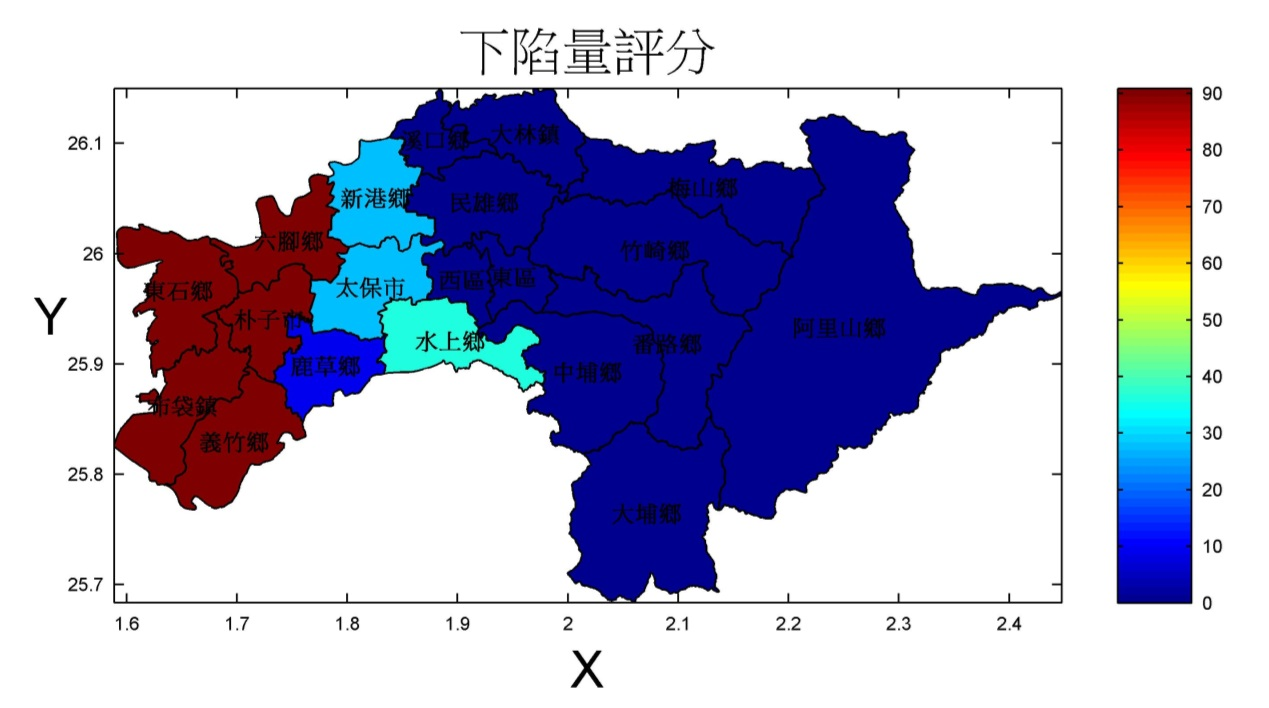 下陷量評分
90
80
70
60
50
40
30
20
10
0
26.1
26
25.9
25.8
25.7
Y
溪口鄉
大林鎮
新港鄉
民雄鄉
梅山鄉
六腳鄉
竹崎鄉
東石鄉
太保市
西區
東區
朴子市
水上鄉
番路鄉
阿里山鄉
鹿草鄉
中埔鄉
布袋鎮
義竹鄉
大埔鄉
1.6 1.7 1.8 1.9 2 2.1 2.2 2.3 2.4
X